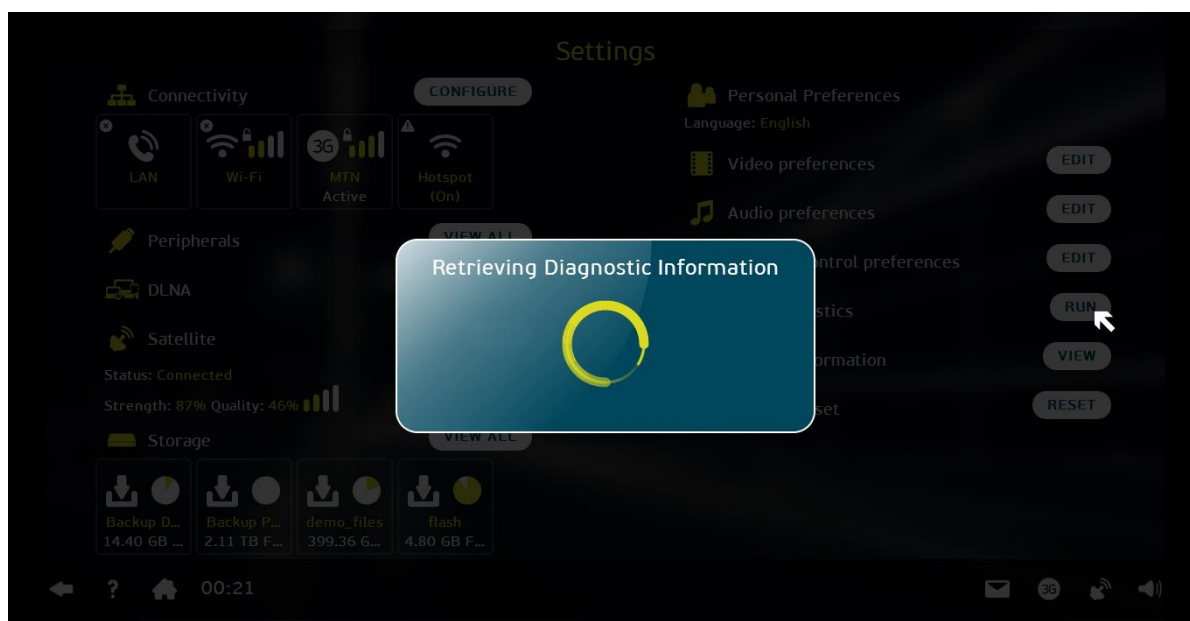 Settings
Connectivity
CONFIGURE
LAN
Wi-Fi
3G
MTN
Active
Hotspot
(On)
Peripherals
VIEW ALL
DLNA
Satellite
Status: Connected
Strength: 87% Quality: 46%
Storage
VIEW ALL
Backup D...
14.40 GB ...
Backup P...
2.11 TB F...
demo_files
399.36 G...
flash
4.80 GB F...
Personal Preferences
Language: English
Video preferences
EDIT
Audio preferences
EDIT
ntrol preferences
EDIT
stics
RUN
ormation
VIEW
set
RESET
Retrieving Diagnostic Information
?
00:21
3G